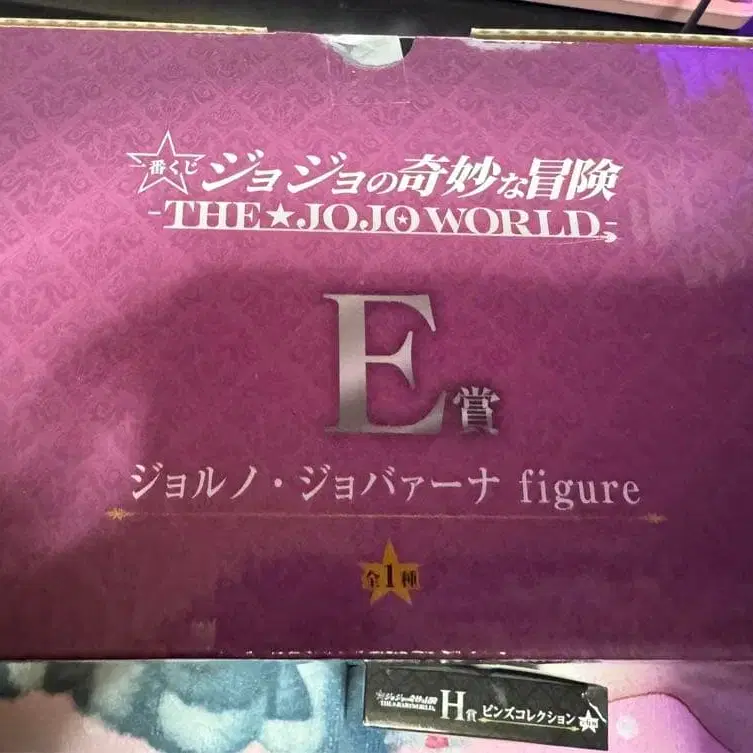 一番くじ ジョジョの奇妙な冒険
-THE★JOJO WORLD-
E賞
ジョルノ・ジョバァーナ figure
全1種
H賞 ピンズコレクション